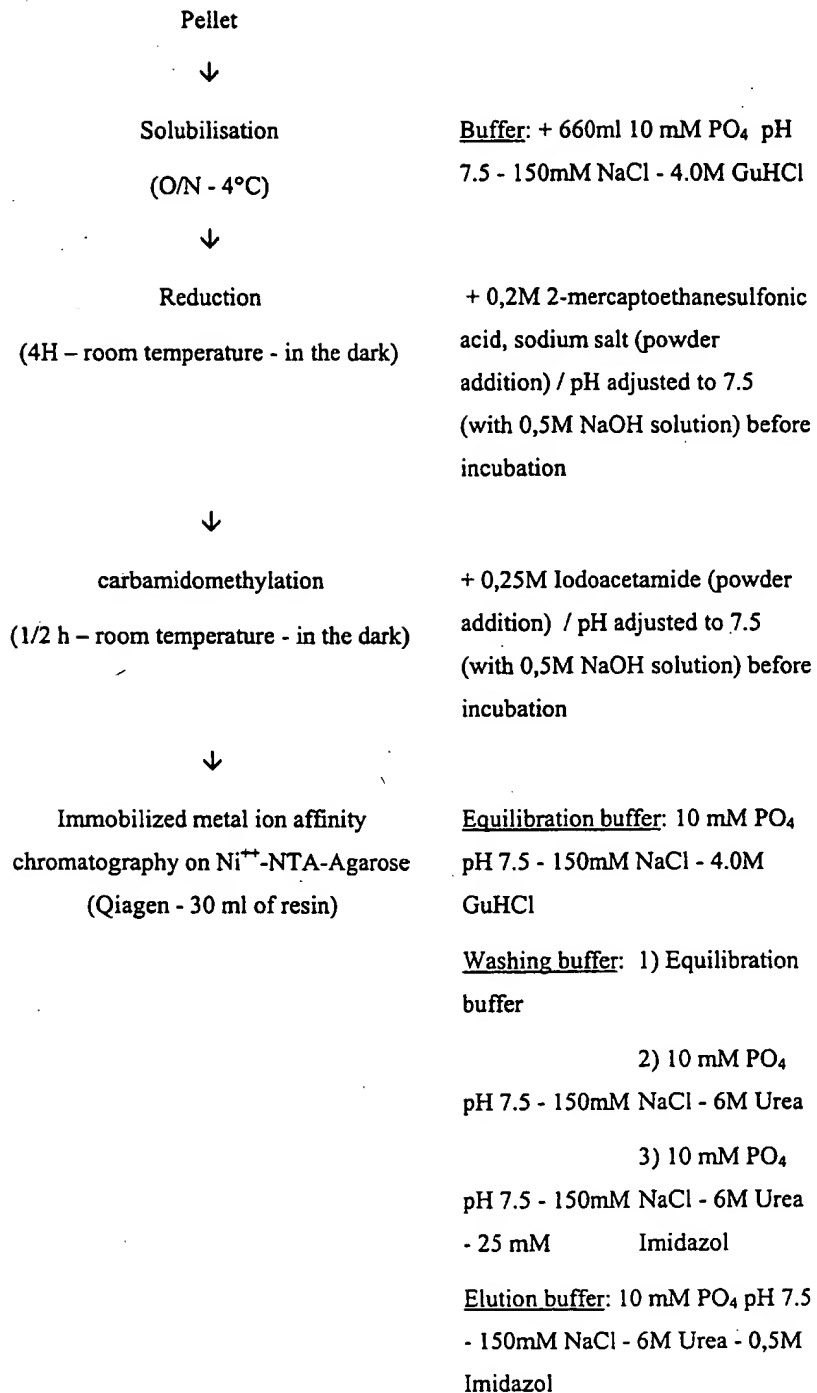 Pellet
↓
Solubilisation
(O/N - 4°C)
Buffer: + 660ml 10 mM PO₄ pH
7.5 - 150mM NaCl - 4.0M GuHCl
↓
Reduction
(4H – room temperature - in the dark)
+ 0,2M 2-mercaptoethanesulfonic
acid, sodium salt (powder
addition) / pH adjusted to 7.5
(with 0,5M NaOH solution) before
incubation
↓
carbamidomethylation
(1/2 h – room temperature - in the dark)
+ 0,25M Iodoacetamide (powder
addition) / pH adjusted to 7.5
(with 0,5M NaOH solution) before
incubation
↓
Immobilized metal ion affinity
chromatography on Ni⁺⁺-NTA-Agarose
(Qiagen - 30 ml of resin)
Equilibration buffer: 10 mM PO₄
pH 7.5 - 150mM NaCl - 4.0M
GuHCl
Washing buffer: 1) Equilibration
buffer
2) 10 mM PO₄
pH 7.5 - 150mM NaCl - 6M Urea
3) 10 mM PO₄
pH 7.5 - 150mM NaCl - 6M Urea
- 25 mM Imidazol
Elution buffer: 10 mM PO₄ pH 7.5
- 150mM NaCl - 6M Urea - 0,5M
Imidazol